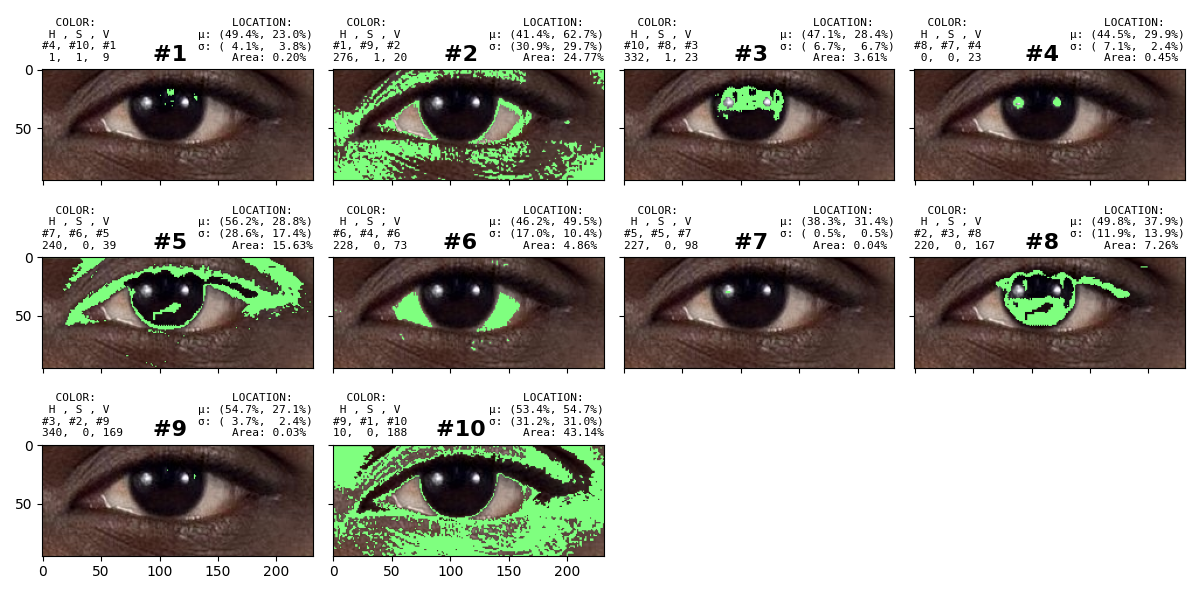 COLOR: LOCATION: COLOR: LOCATION: COLOR: LOCATION: COLOR: LOCATION:
H , S , V μ: (49.4%, 23.0%) H , S , V μ: (41.4%, 62.7%) H , S , V μ: (47.1%, 28.4%) H , S , V μ: (44.5%, 29.9%)
#4, #10, #1 #1 σ: ( 4.1%, 3.8%) #1, #9, #2 #2 σ: (30.9%, 29.7%) #10, #8, #3 #3 σ: ( 6.7%, 6.7%) #8, #7, #4 #4 σ: ( 7.1%, 2.4%)
1, 1, 9 Area: 0.20% 276, 1, 20 Area: 24.77% 332, 1, 23 Area: 3.61% 0, 0, 23 Area: 0.45%
0
50
COLOR: LOCATION: COLOR: LOCATION: COLOR: LOCATION: COLOR: LOCATION:
H , S , V μ: (56.2%, 28.8%) H , S , V μ: (46.2%, 49.5%) H , S , V μ: (38.3%, 31.4%) H , S , V μ: (49.8%, 37.9%)
#7, #6, #5 #5 σ: (28.6%, 17.4%) #6, #4, #6 #6 σ: (17.0%, 10.4%) #5, #5, #7 #7 σ: ( 0.5%, 0.5%) #2, #3, #8 #8 σ: (11.9%, 13.9%)
240, 0, 39 Area: 15.63% 228, 0, 73 Area: 4.86% 227, 0, 98 Area: 0.04% 220, 0, 167 Area: 7.26%
0
50
COLOR: LOCATION: COLOR: LOCATION:
H , S , V μ: (54.7%, 27.1%) H , S , V μ: (53.4%, 54.7%)
#3, #2, #9 #9 σ: ( 3.7%, 2.4%) #9, #1, #10 #10 σ: (31.2%, 31.0%)
340, 0, 169 Area: 0.03% 10, 0, 188 Area: 43.14%
0
50
0 50 100 150 200 0 50 100 150 200